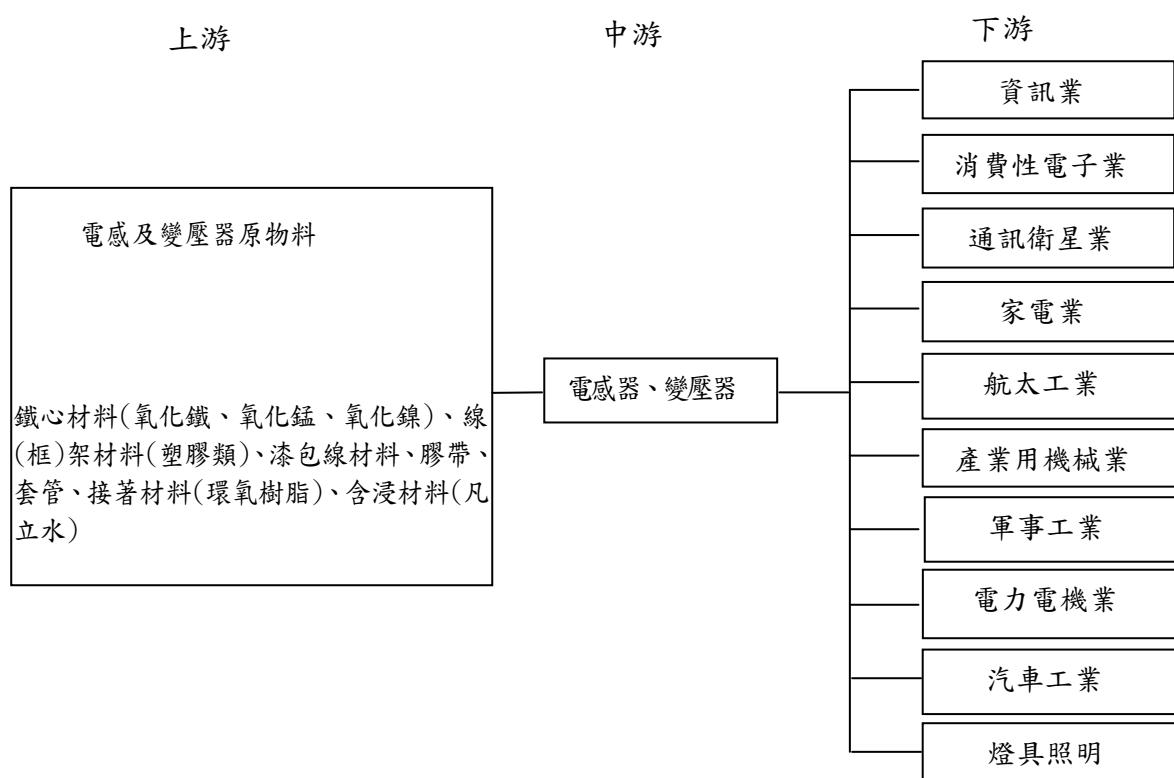 上游
中游
下游
電感及變壓器原物料
鐵心材料(氧化鐵、氧化錳、氧化鎳)、線
(框)架材料(塑膠類)、漆包線材料、膠帶、
套管、接著材料(環氧樹脂)、含浸材料(凡
立水)
電感器、變壓器
資訊業
消費性電子業
通訊衛星業
家電業
航太工業
產業用機械業
軍事工業
電力電機業
汽車工業
燈具照明